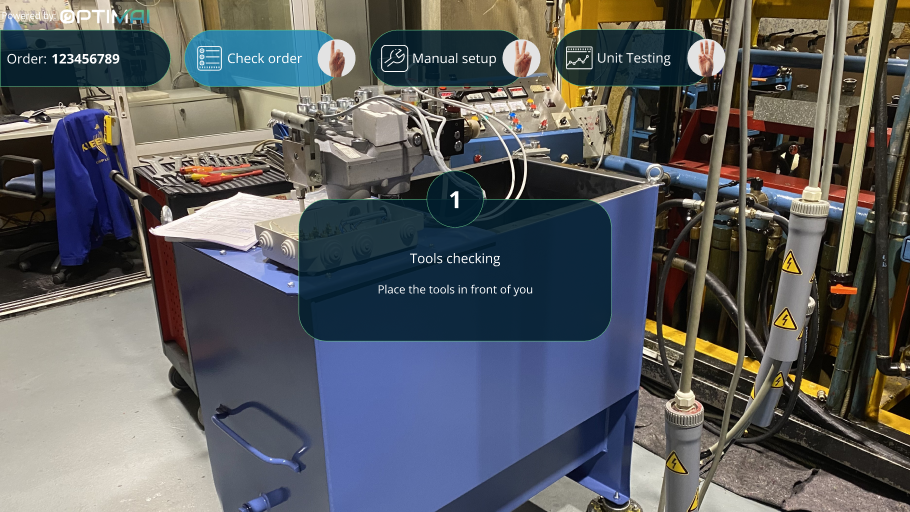 Powered by: OPTIMAI
Order: 123456789
Check order
Manual setup
Unit Testing
1
Tools checking
Place the tools in front of you